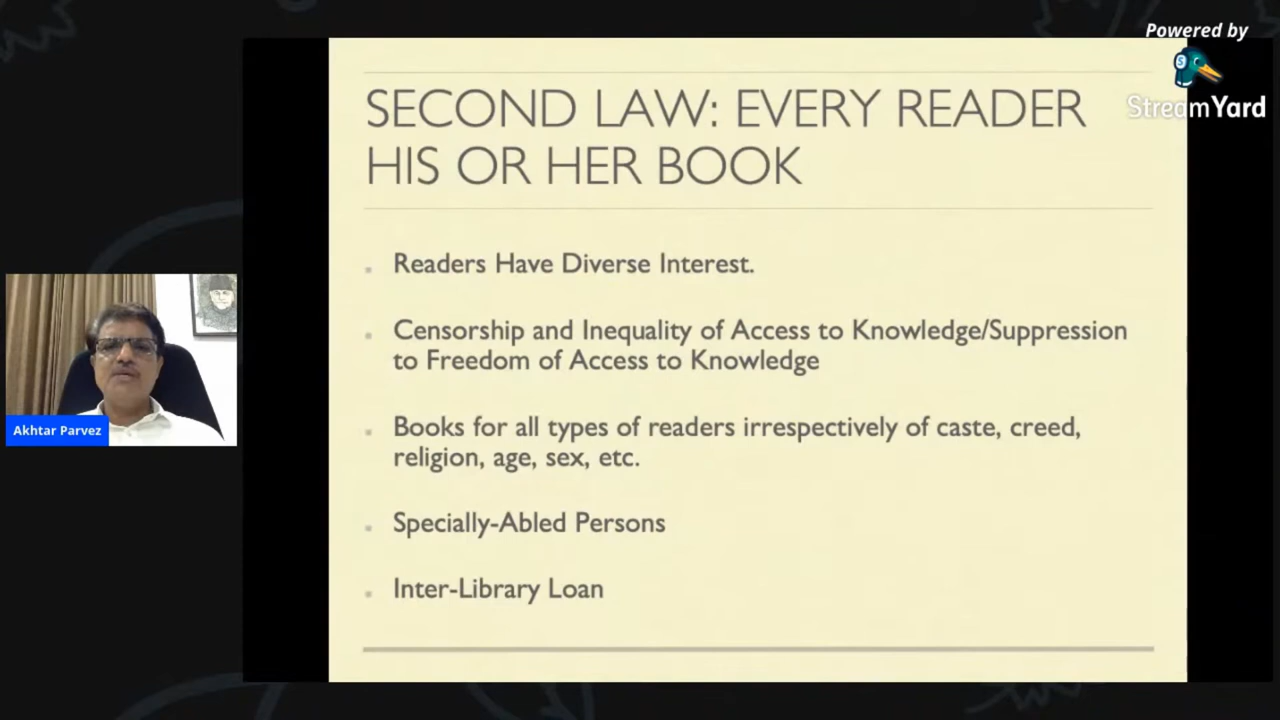 Powered by
StreamYard
SECOND LAW: EVERY READER
HIS OR HER BOOK
Readers Have Diverse Interest.
Censorship and Inequality of Access to Knowledge/Suppression
to Freedom of Access to Knowledge
Books for all types of readers irrespectively of caste, creed,
religion, age, sex, etc.
Specially-Abled Persons
Inter-Library Loan
Akhtar Parvez